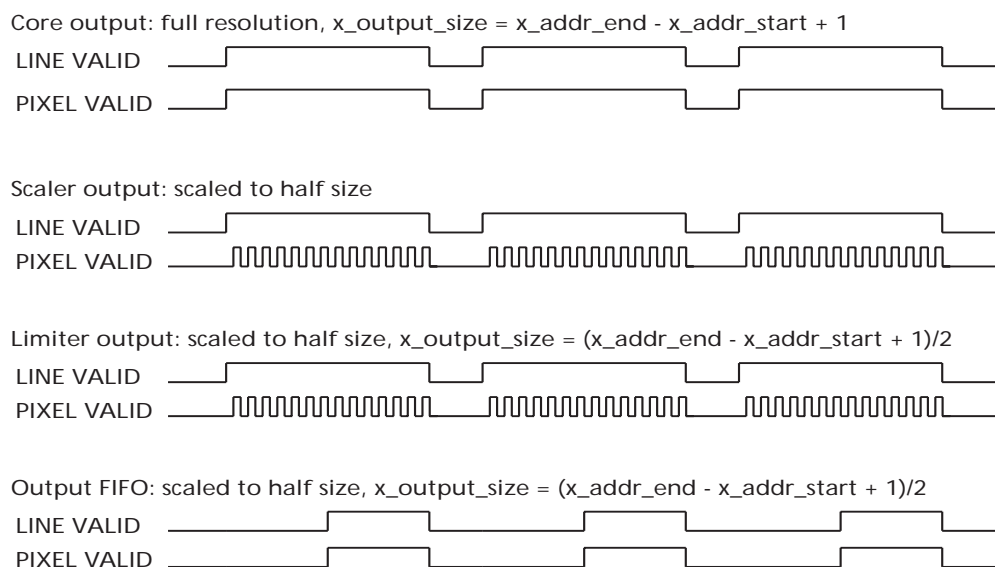 Core output: full resolution, x_output_size = x_addr_end - x_addr_start + 1
LINE VALID
PIXEL VALID
Scaler output: scaled to half size
LINE VALID
PIXEL VALID
Limiter output: scaled to half size, x_output_size = (x_addr_end - x_addr_start + 1)/2
LINE VALID
PIXEL VALID
Output FIFO: scaled to half size, x_output_size = (x_addr_end - x_addr_start + 1)/2
LINE VALID
PIXEL VALID